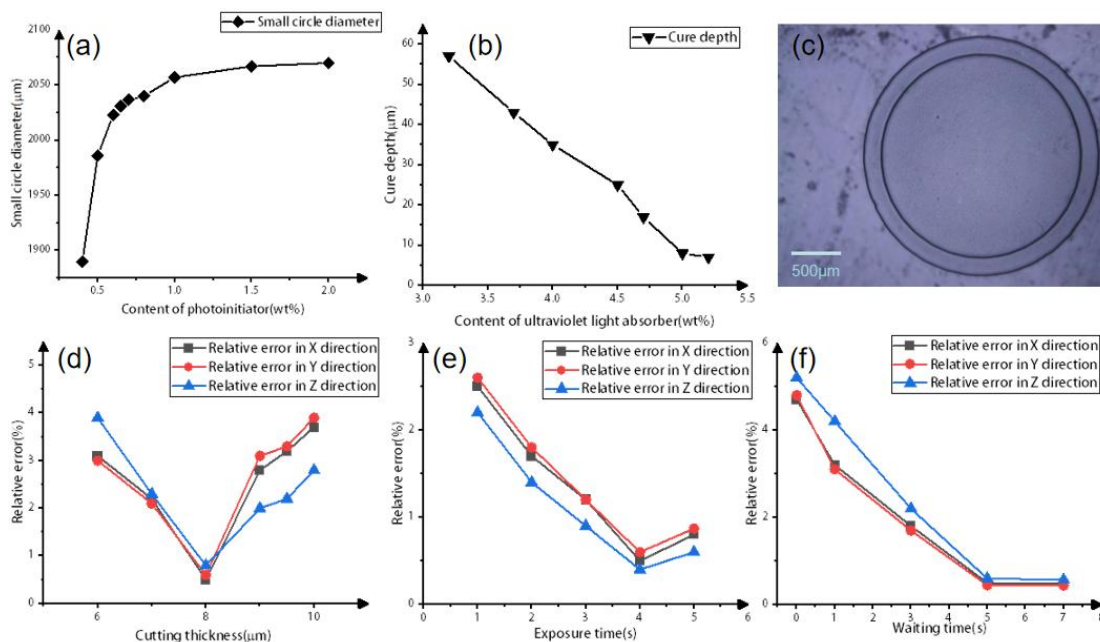 (a)
Small circle diameter
2100
2050
2000
1950
1900
Small circle diameter(μm)
0.5 1.0 1.5 2.0
Content of photoinitiator(wt%)
(b)
Cure depth
60
50
40
30
20
10
0
Cure depth(μm)
3.0 3.5 4.0 4.5 5.0 5.5
Content of ultraviolet light absorber(wt%)
(c)
500μm
(d)
Relative error in X direction
Relative error in Y direction
Relative error in Z direction
5
4
3
2
1
0
Relative error(%)
6 8 10
Cutting thickness(μm)
(e)
Relative error in X direction
Relative error in Y direction
Relative error in Z direction
3
2
1
0
Relative error(%)
0 1 2 3 4 5 6
Exposure time(s)
(f)
Relative error in X direction
Relative error in Y direction
Relative error in Z direction
6
4
2
0
Relative error(%)
0 1 2 3 4 5 6 7 8
Waiting time(s)